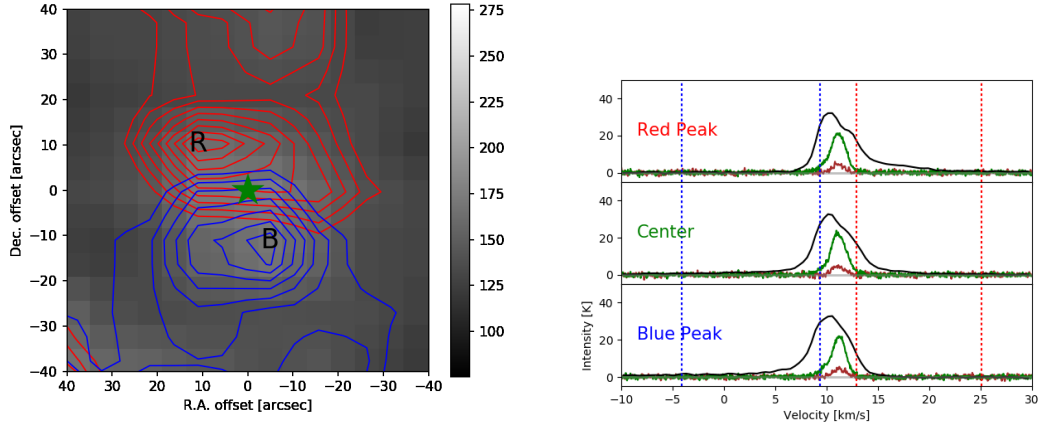 40
30
20
10
0
−10
−20
−30
−40
40 30 20 10 0 −10 −20 −30 −40
Dec. offset [arcsec]
R.A. offset [arcsec]
R
B
275
250
225
200
175
150
125
100
40
20
0
Red Peak
40
20
0
Center
40
20
0
Blue Peak
Intensity [K]
−10 −5 0 5 10 15 20 25 30
Velocity [km/s]